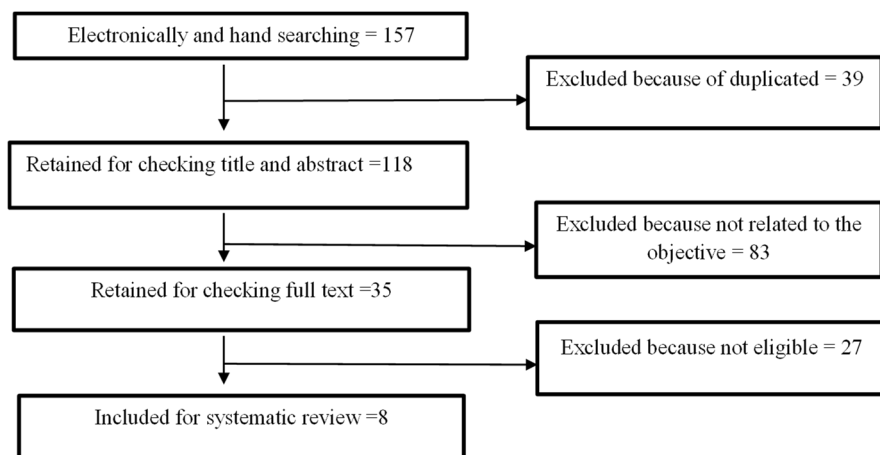 Electronically and hand searching = 157
Excluded because of duplicated = 39
Retained for checking title and abstract =118
Excluded because not related to the
objective = 83
Retained for checking full text =35
Excluded because not eligible = 27
Included for systematic review =8